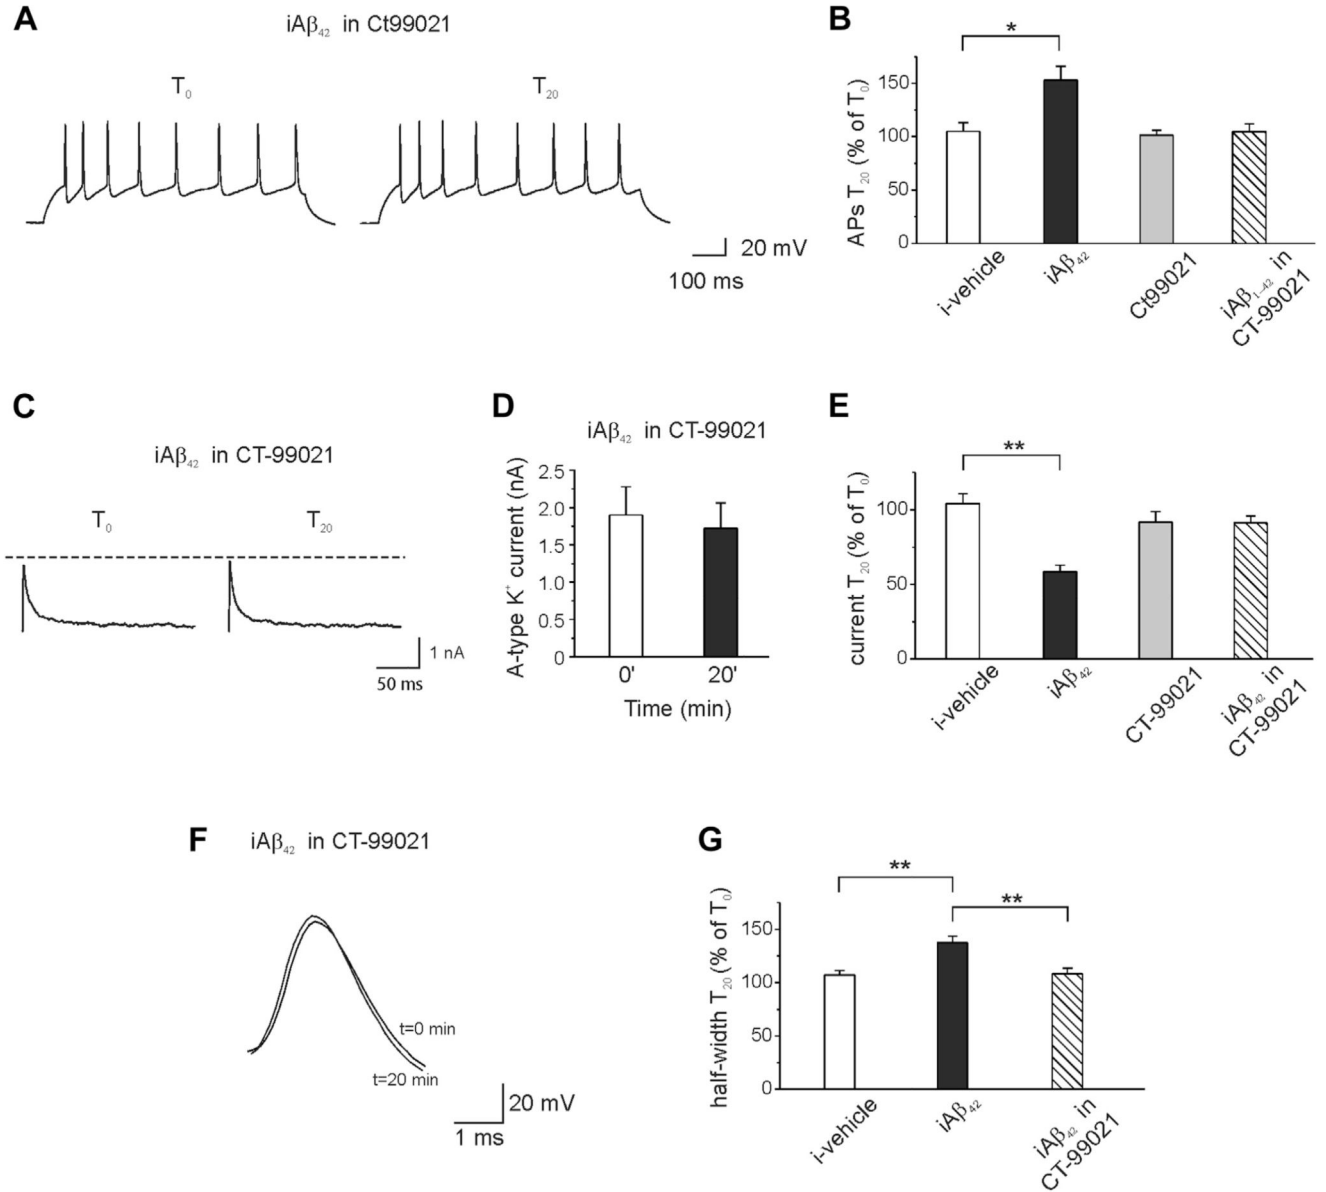 A
iAβ42 in Ct99021
T0
T20
20 mV
100 ms
B
*
APs T20 (% of T0)
150
100
50
0
i-vehicle
iAβ42
Ct99021
iAβ1-42 in
CT-99021
C
iAβ42 in CT-99021
T0
T20
1 nA
50 ms
D
iAβ42 in CT-99021
A-type K+ current (nA)
2.5
2.0
1.5
1.0
0.5
0
0'
20'
Time (min)
E
**
current T20 (% of T0)
100
50
0
i-vehicle
iAβ42
CT-99021
iAβ42 in
CT-99021
F
iAβ42 in CT-99021
t=0 min
t=20 min
20 mV
1 ms
G
**
**
half-width T20 (% of T0)
150
100
50
0
i-vehicle
iAβ42
iAβ42 in
CT-99021